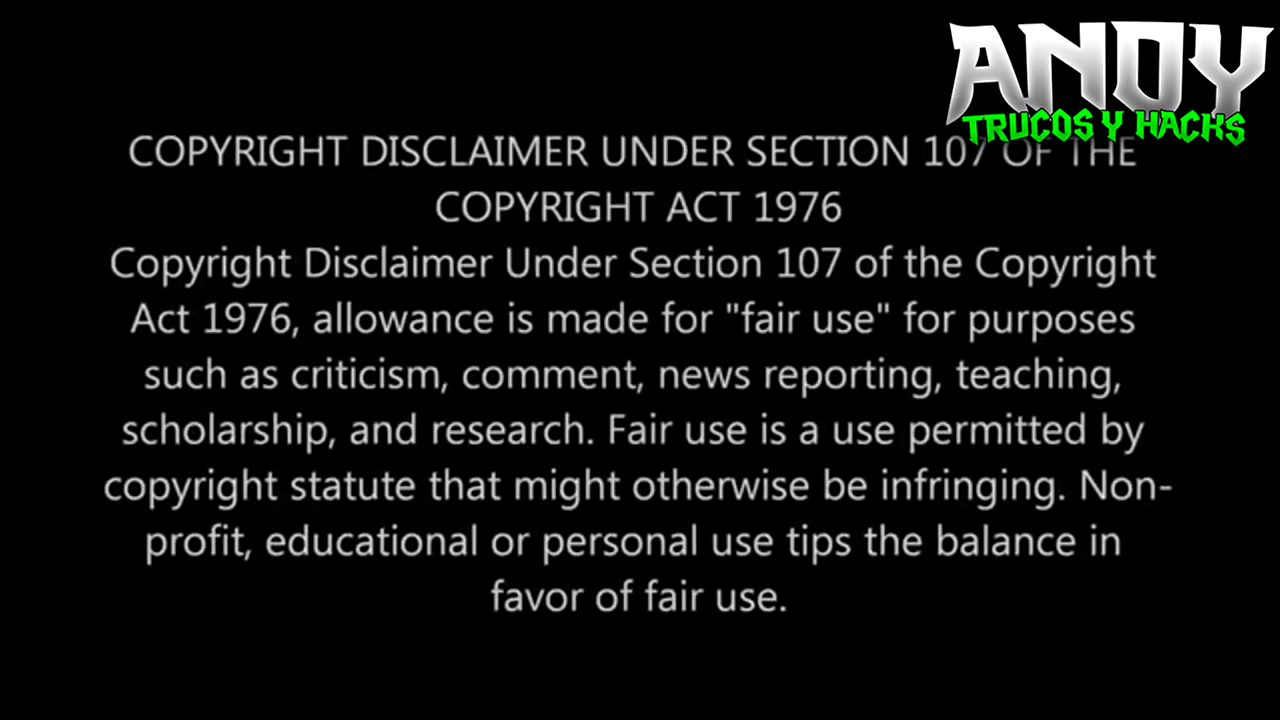 ANDY
TRUCOS Y HACKS
COPYRIGHT DISCLAIMER UNDER SECTION 107 OF THE
COPYRIGHT ACT 1976
Copyright Disclaimer Under Section 107 of the Copyright
Act 1976, allowance is made for "fair use" for purposes
such as criticism, comment, news reporting, teaching,
scholarship, and research. Fair use is a use permitted by
copyright statute that might otherwise be infringing. Non-
profit, educational or personal use tips the balance in
favor of fair use.